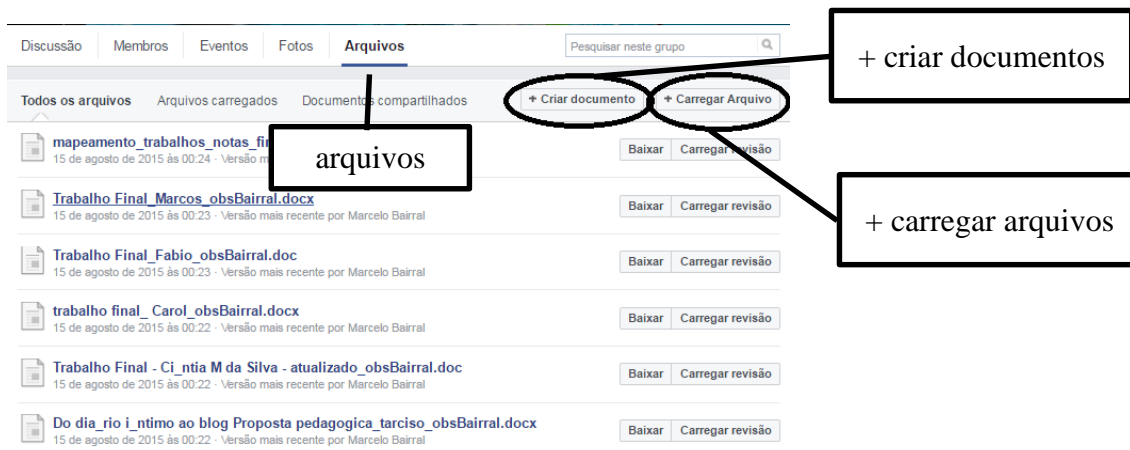 Discussão Membros Eventos Fotos Arquivos Pesquisar neste grupo
+ criar documentos
Todos os arquivos Arquivos carregados Documentos compartilhados + Criar documento + Carregar Arquivo
mapeamento_trabalhos_notas_fi
15 de agosto de 2015 às 00:24 · Versão m
Baixar Carregar revisão
arquivos
Trabalho Final_Marcos_obsBairral.docx
15 de agosto de 2015 às 00:23 · Versão mais recente por Marcelo Bairral
Baixar Carregar revisão
+ carregar arquivos
Trabalho Final_Fabio_obsBairral.doc
15 de agosto de 2015 às 00:23 · Versão mais recente por Marcelo Bairral
Baixar Carregar revisão
trabalho final_ Carol_obsBairral.docx
15 de agosto de 2015 às 00:22 · Versão mais recente por Marcelo Bairral
Baixar Carregar revisão
Trabalho Final - Ci_ntia M da Silva - atualizado_obsBairral.doc
15 de agosto de 2015 às 00:22 · Versão mais recente por Marcelo Bairral
Baixar Carregar revisão
Do dia_rio i_ntimo ao blog Proposta pedagogica_tarciso_obsBairral.docx
15 de agosto de 2015 às 00:22 · Versão mais recente por Marcelo Bairral
Baixar Carregar revisão